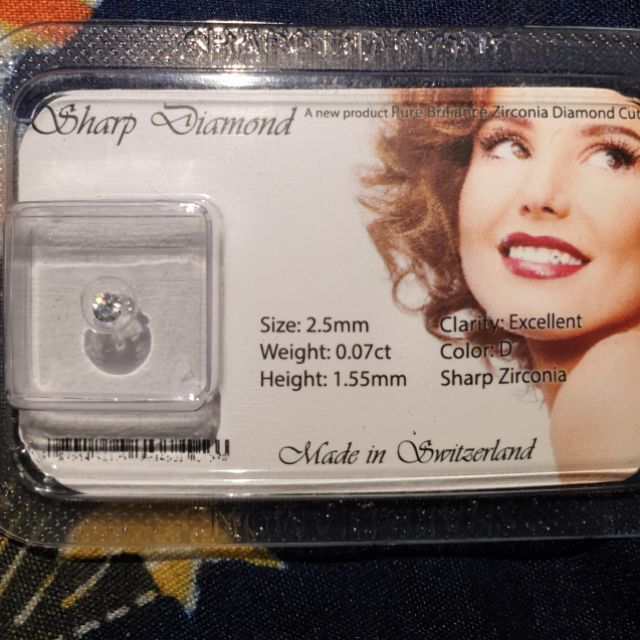 Sharp Diamond
A new product Pure Briliance Zirconia Diamond Cut
Size: 2.5mm
Weight: 0.07ct
Height: 1.55mm
Clarity: Excellent
Color: D
Sharp Zirconia
Made in Switzerland